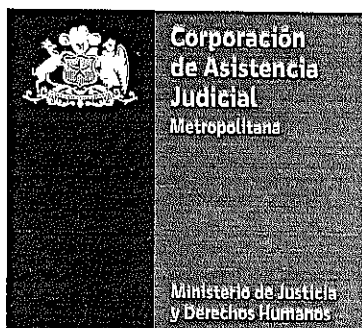 Corporación
de Asistencia
Judicial
Metropolitana
Ministerio de Justicia
y Derechos Humanos